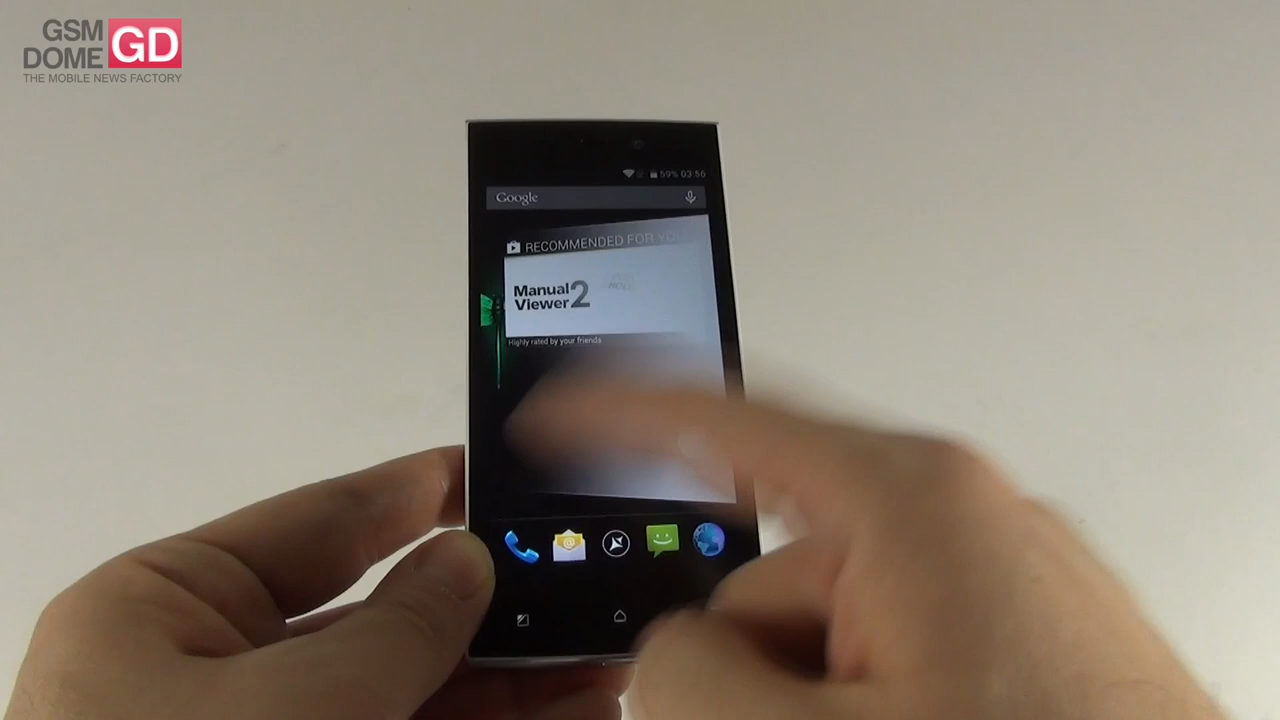 GSM
DOME GD
THE MOBILE NEWS FACTORY
59% 03:56
Google
RECOMMENDED FOR YOU
Manual
Viewer 2
Highly rated by your friends